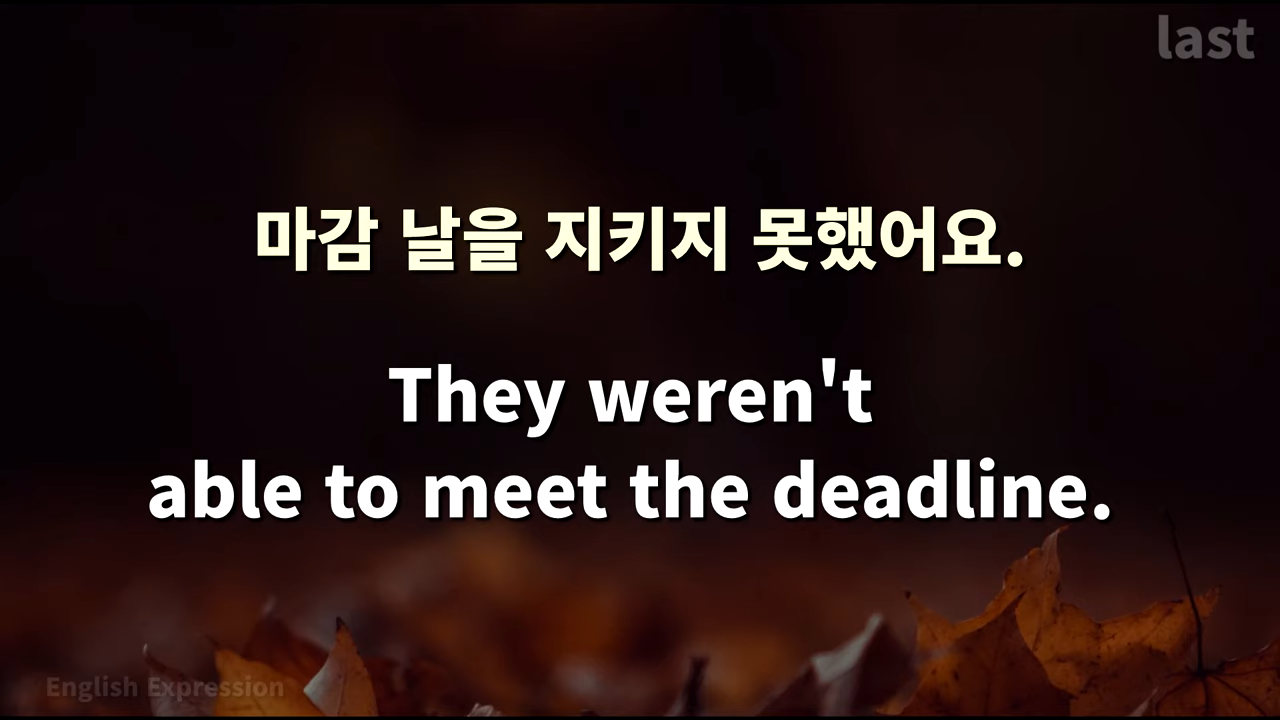 last
마감 날을 지키지 못했어요.
They weren't
able to meet the deadline.
English Expression